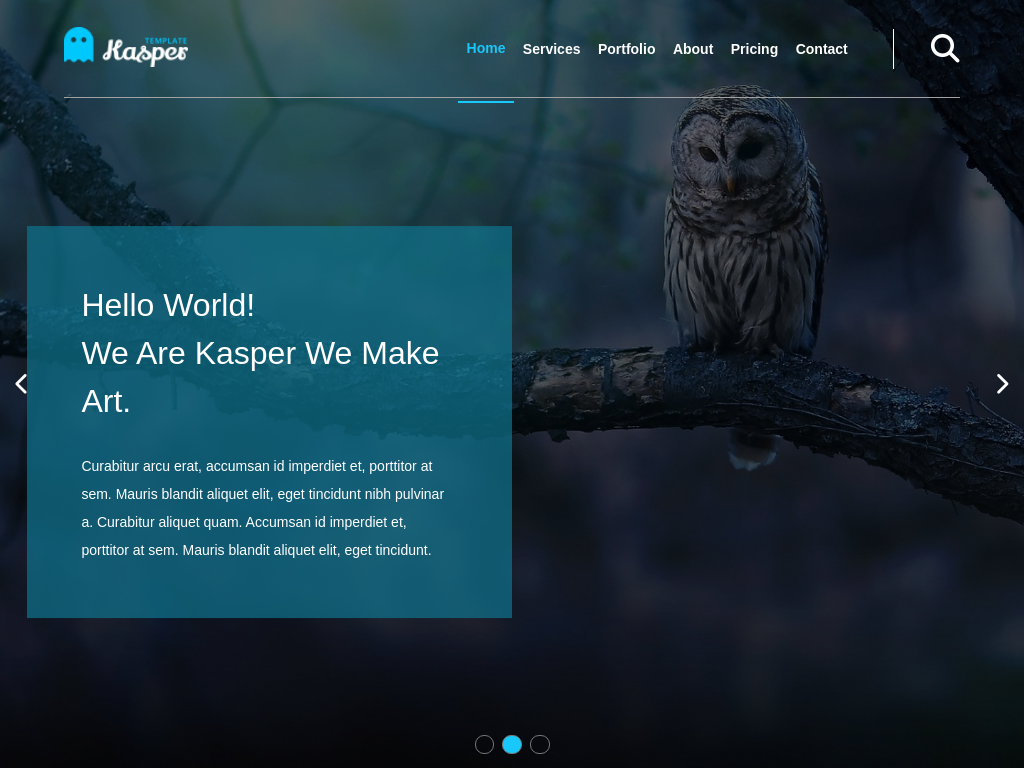 TEMPLATE
Kasper
Home Services Portfolio About Pricing Contact
Hello World!
We Are Kasper We Make
Art.
Curabitur arcu erat, accumsan id imperdiet et, porttitor at
sem. Mauris blandit aliquet elit, eget tincidunt nibh pulvinar
a. Curabitur aliquet quam. Accumsan id imperdiet et,
porttitor at sem. Mauris blandit aliquet elit, eget tincidunt.